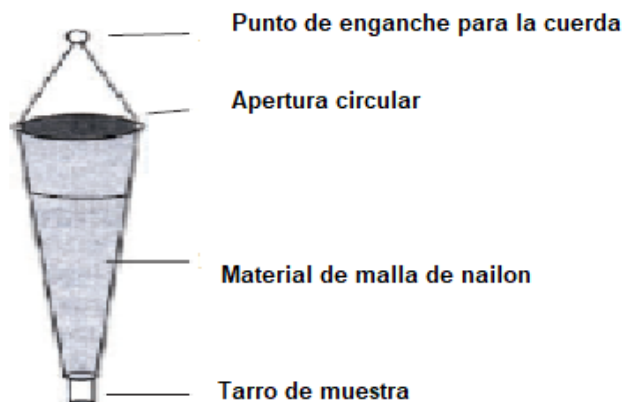 Punto de enganche para la cuerda
Apertura circular
Material de malla de nailon
Tarro de muestra